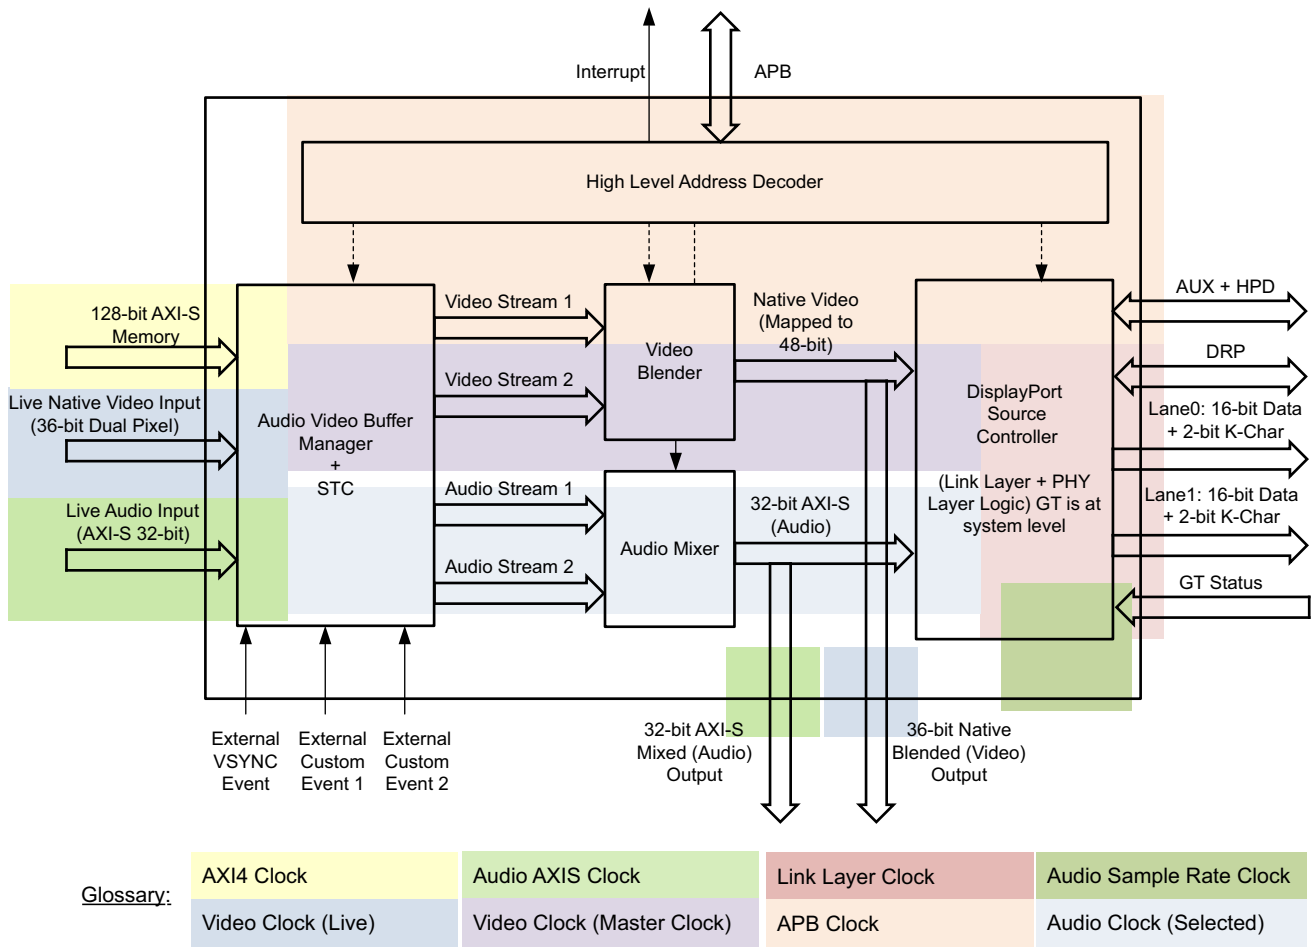 Interrupt
APB
High Level Address Decoder
128-bit AXI-S
Memory
Live Native Video Input
(36-bit Dual Pixel)
Live Audio Input
(AXI-S 32-bit)
Audio Video Buffer
Manager
+
STC
Video Stream 1
Video Stream 2
Audio Stream 1
Audio Stream 2
Video
Blender
Audio Mixer
Native Video
(Mapped to
48-bit)
32-bit AXI-S
(Audio)
DisplayPort
Source
Controller
(Link Layer + PHY
Layer Logic) GT is at
system level
AUX + HPD
DRP
Lane0: 16-bit Data
+ 2-bit K-Char
Lane1: 16-bit Data
+ 2-bit K-Char
GT Status
External
VSYNC
Event
External
Custom
Event 1
External
Custom
Event 2
32-bit AXI-S
Mixed (Audio)
Output
36-bit Native
Blended (Video)
Output
Glossary:
AXI4 Clock
Audio AXIS Clock
Link Layer Clock
Audio Sample Rate Clock
Video Clock (Live)
Video Clock (Master Clock)
APB Clock
Audio Clock (Selected)